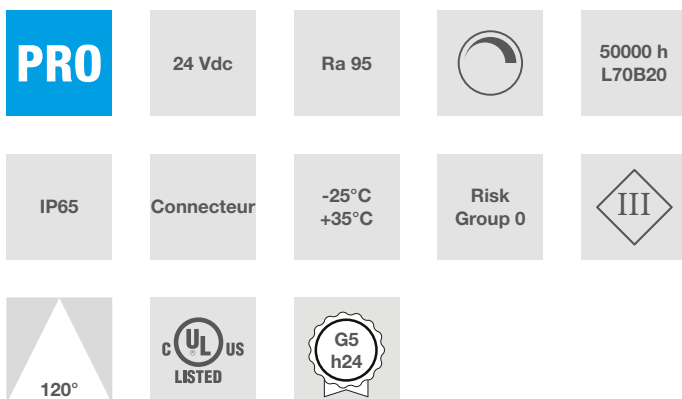 PRO
24 Vdc
Ra 95
50000 h
L70B20
IP65
Connecteur
-25°C
+35°C
Risk
Group 0
III
120°
C UL US
®
LISTED
G5
h24